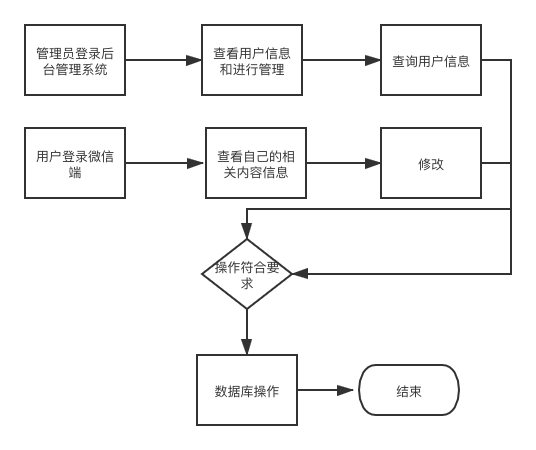 管理员登录后
台管理系统
查看用户信息
和进行管理
查询用户信息
用户登录微信
端
查看自己的相
关内容信息
修改
操作符合要
求
数据库操作
结束